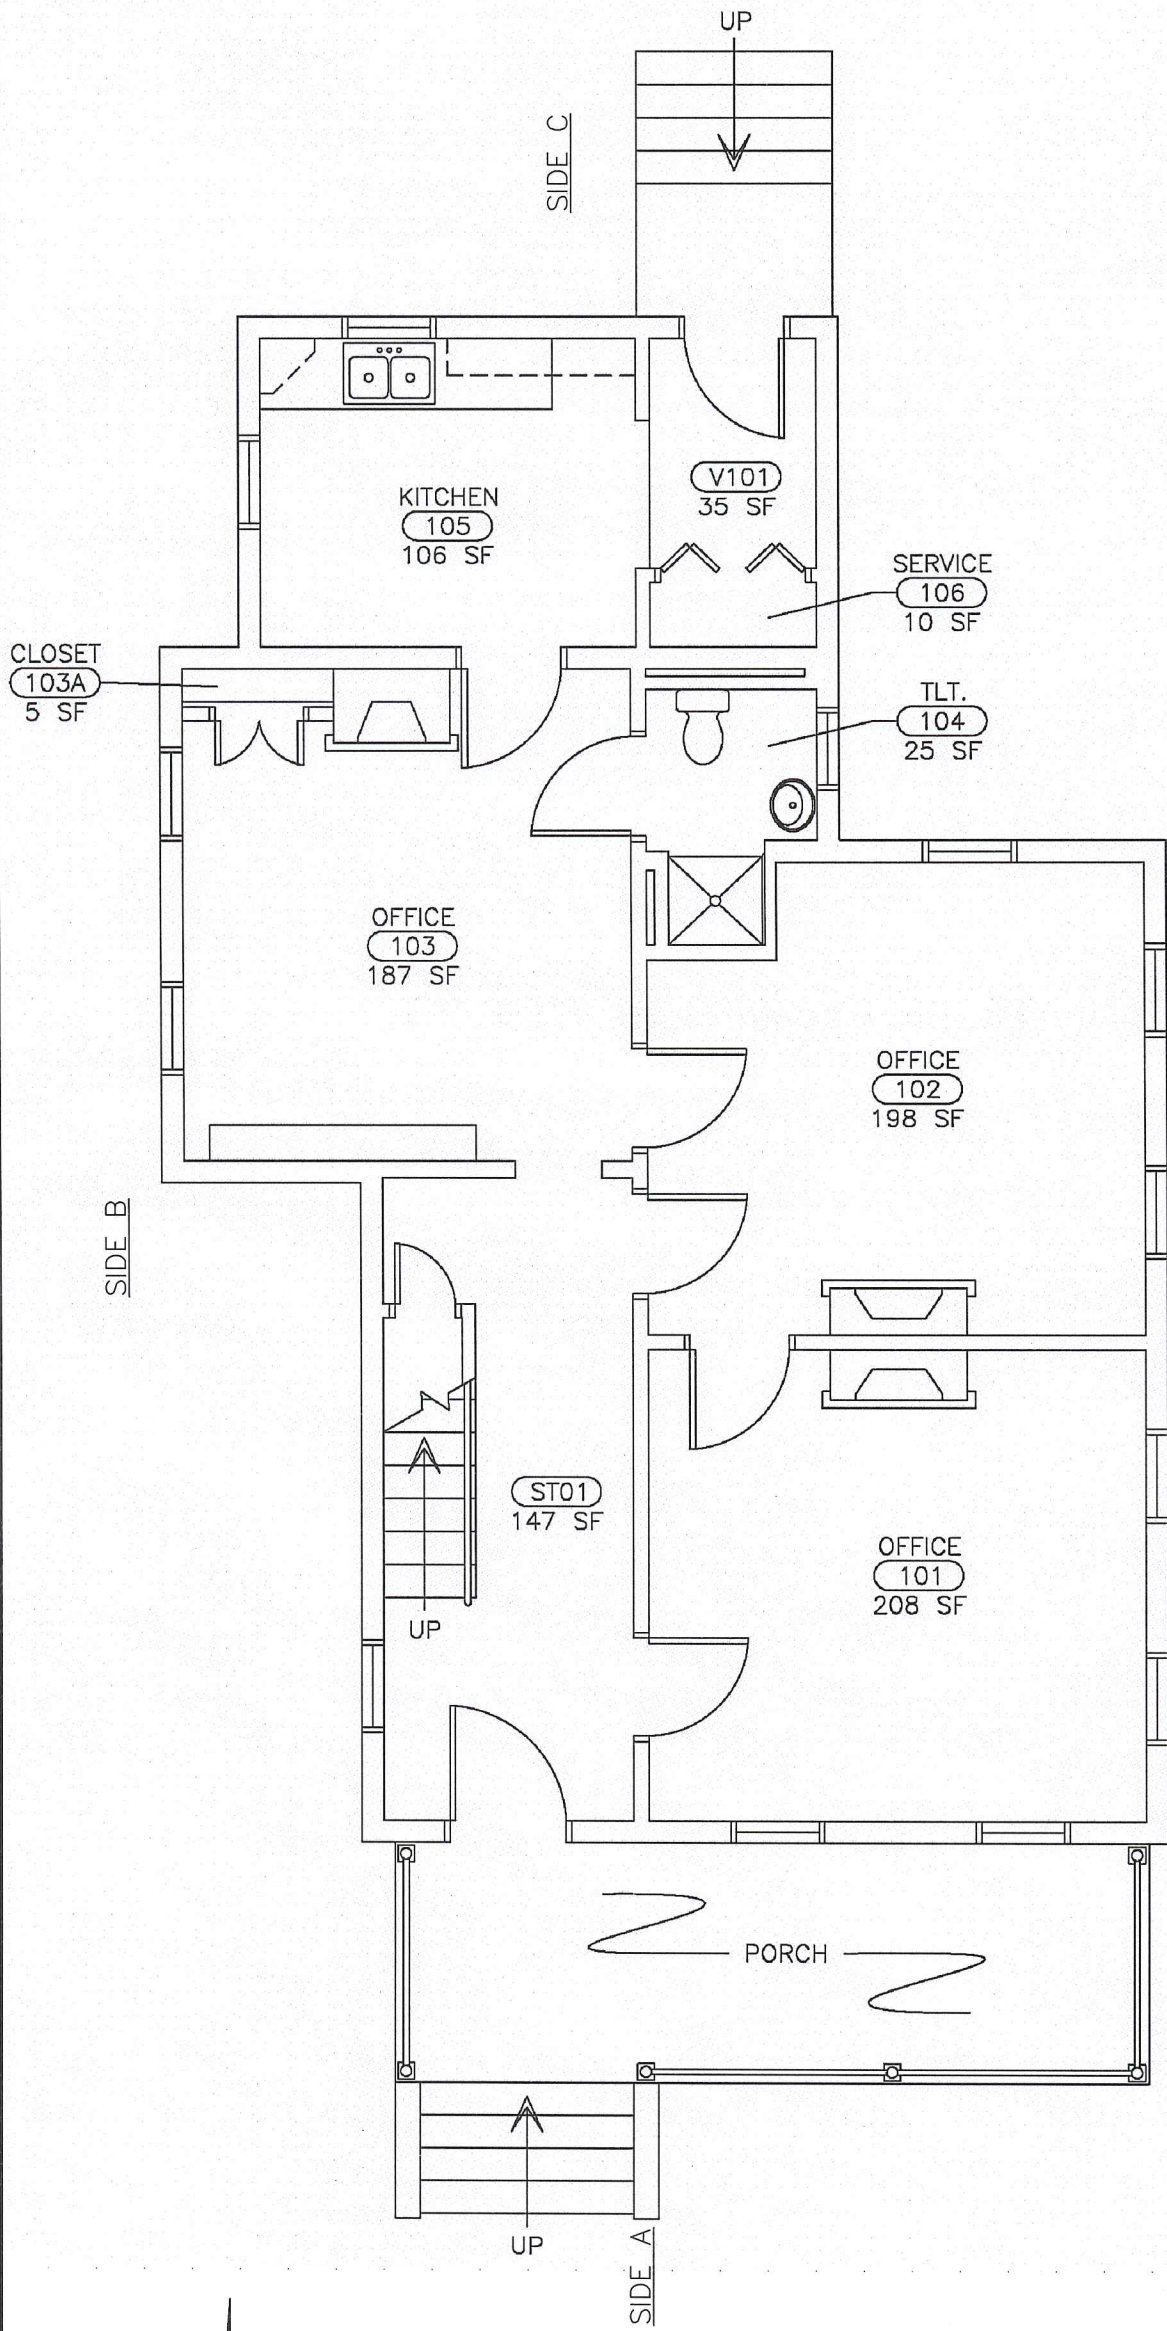 UP
SIDE C
KITCHEN
105
106 SF
V101
35 SF
SERVICE
106
10 SF
CLOSET
103A
5 SF
TLT.
104
25 SF
OFFICE
103
187 SF
OFFICE
102
198 SF
SIDE B
ST01
147 SF
OFFICE
101
208 SF
UP
PORCH
UP
SIDE A